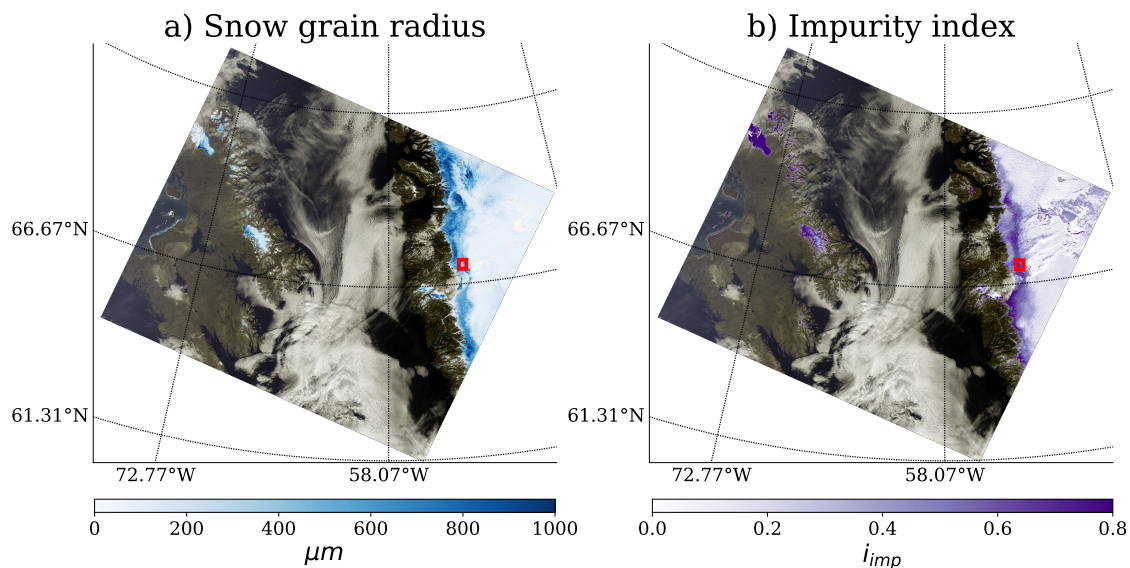 a) Snow grain radius
b) Impurity index
66.67°N
66.67°N
61.31°N
61.31°N
72.77°W
58.07°W
72.77°W
58.07°W
0 200 400 600 800 1000
0.0 0.2 0.4 0.6 0.8
μm
i_imp